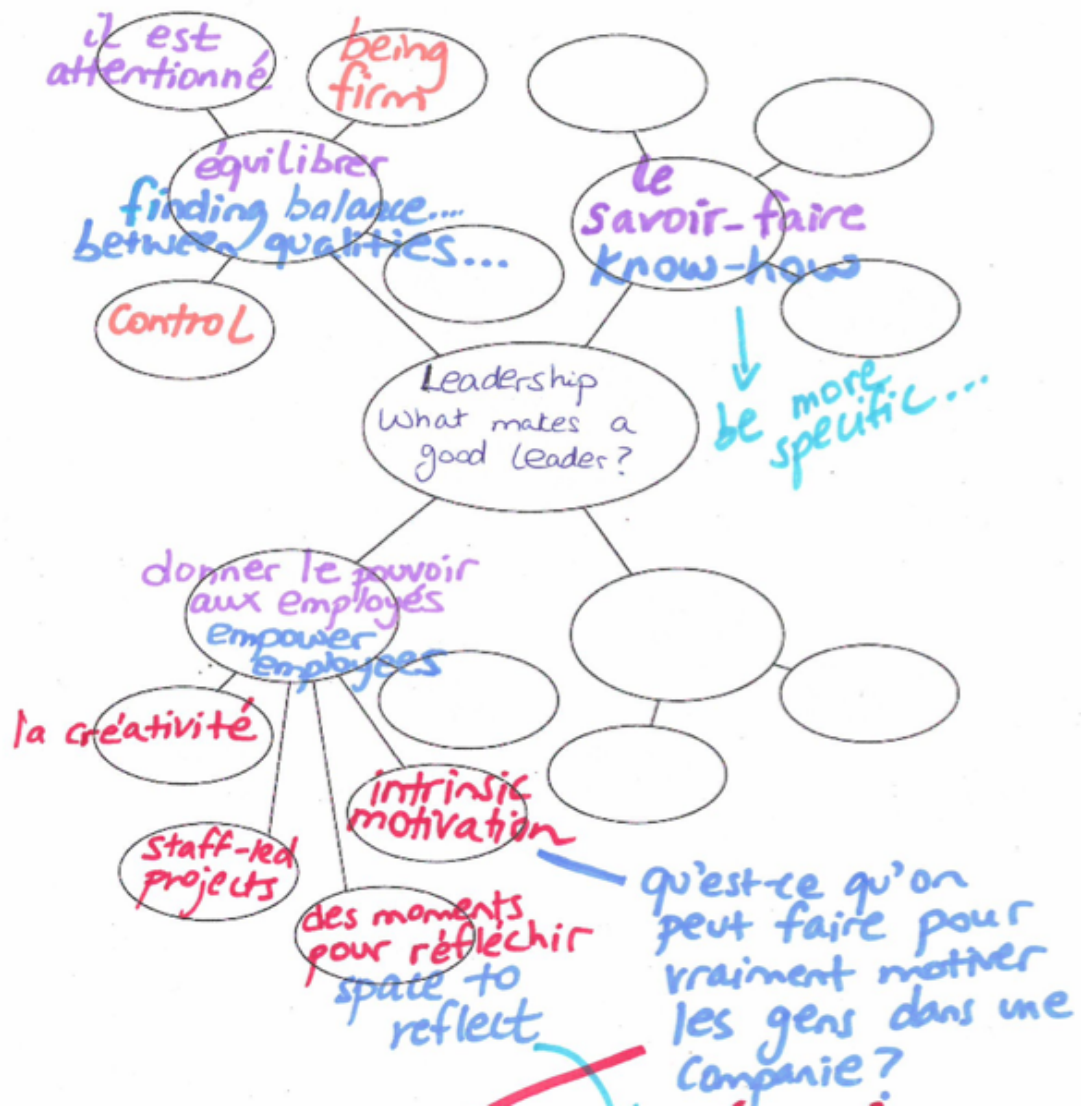 il est
attentionné
being
firm
équilibrer
finding balance....
between qualities...
Control
le
savoir-faire
know-how
be more
specific...
Leadership
What makes a
good leader?
donner le pouvoir
aux employés
empower
employees
la créativité
staff-led
projects
des moments
pour réfléchir
space to
reflect
intrinsic
motivation
qu'est-ce qu'on
peut faire pour
vraiment motiver
les gens dans une
companie?